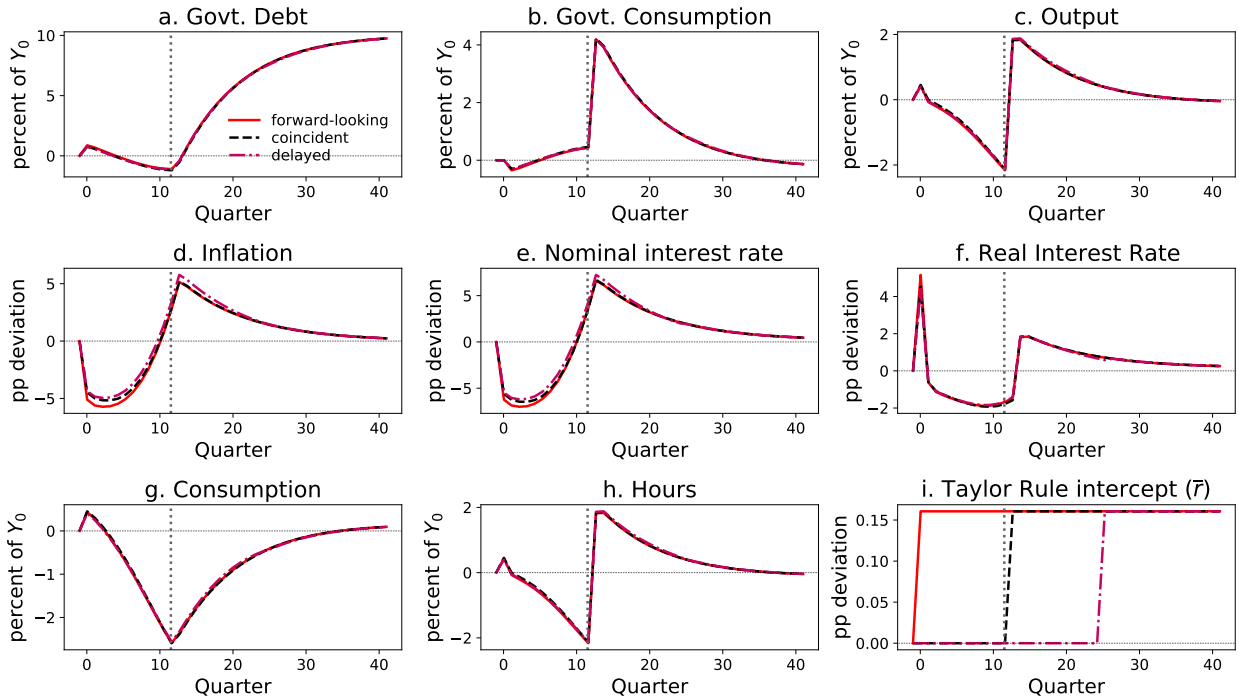 a. Govt. Debt
percent of Y₀
10
5
0
forward-looking
coincident
delayed
0 10 20 30 40
Quarter
b. Govt. Consumption
percent of Y₀
4
2
0
0 10 20 30 40
Quarter
c. Output
percent of Y₀
2
0
−2
0 10 20 30 40
Quarter
d. Inflation
pp deviation
5
0
−5
0 10 20 30 40
Quarter
e. Nominal interest rate
pp deviation
5
0
−5
0 10 20 30 40
Quarter
f. Real Interest Rate
pp deviation
4
2
0
−2
0 10 20 30 40
Quarter
g. Consumption
percent of Y₀
0
−1
−2
0 10 20 30 40
Quarter
h. Hours
percent of Y₀
2
0
−2
0 10 20 30 40
Quarter
i. Taylor Rule intercept (r̄)
pp deviation
0.15
0.10
0.05
0.00
0 10 20 30 40
Quarter